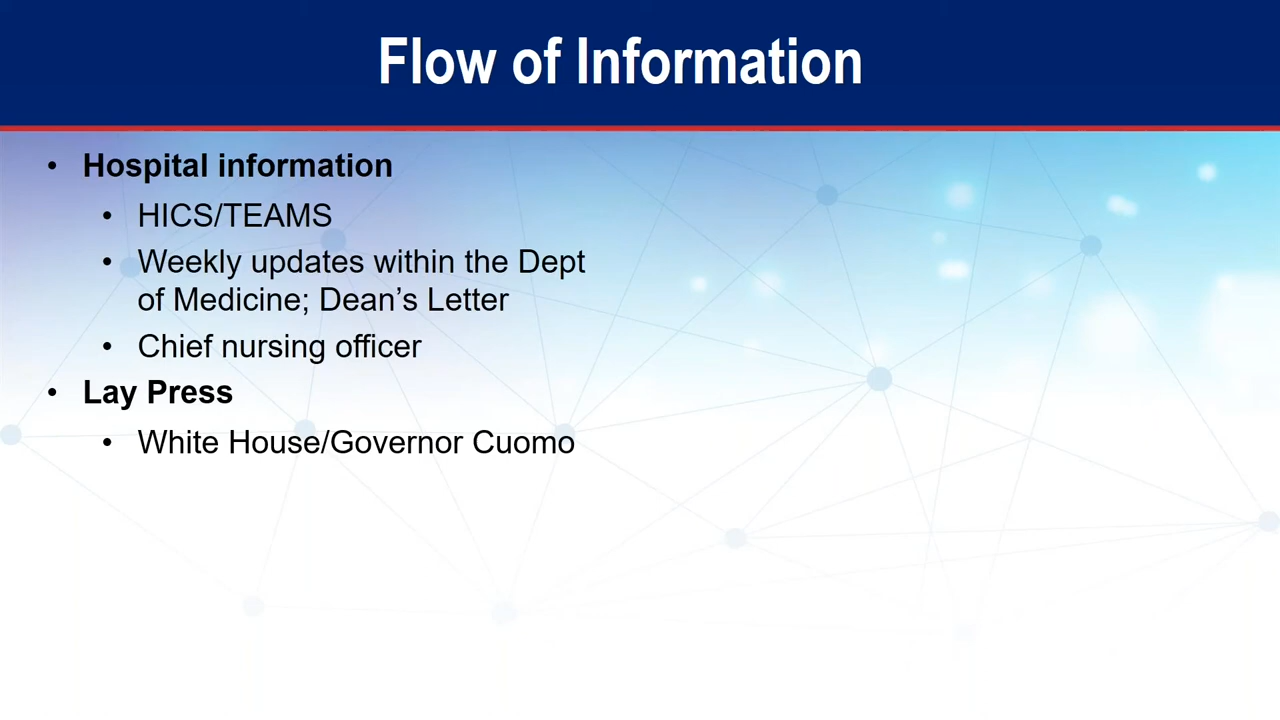 Flow of Information
• Hospital information
• HICS/TEAMS
• Weekly updates within the Dept
of Medicine; Dean’s Letter
• Chief nursing officer
• Lay Press
• White House/Governor Cuomo